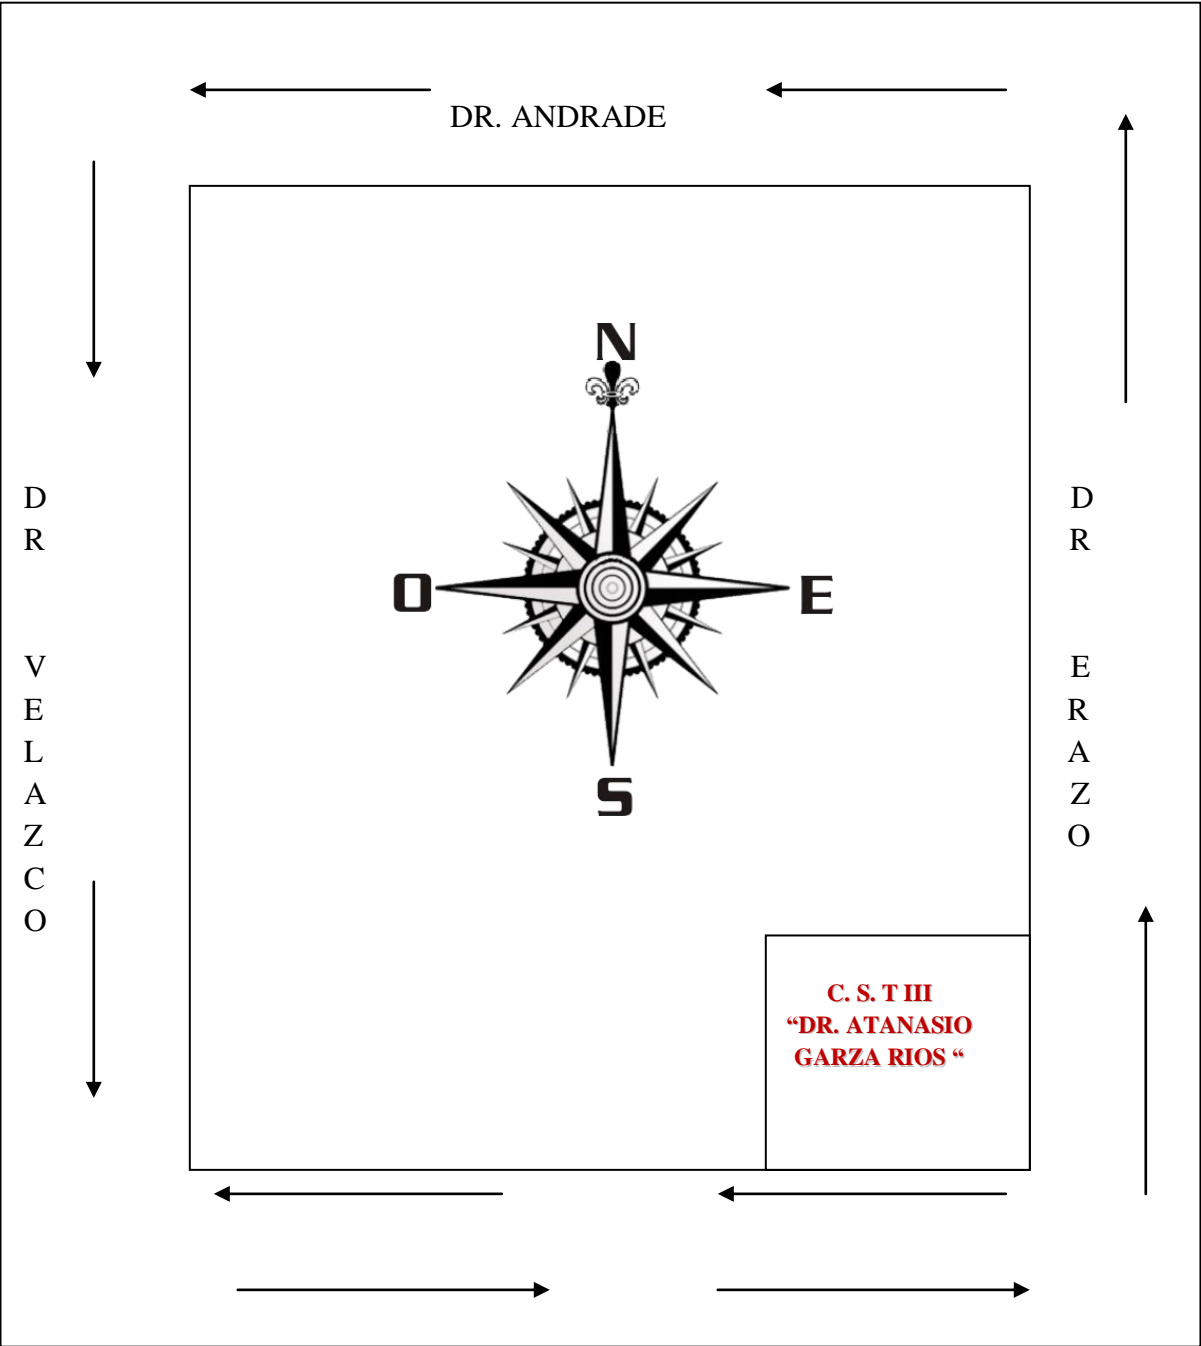 DR. ANDRADE
N
O
E
S
D
R
V
E
L
A
Z
C
O
D
R
E
R
A
Z
O
C. S. T III
“DR. ATANASIO
GARZA RIOS “